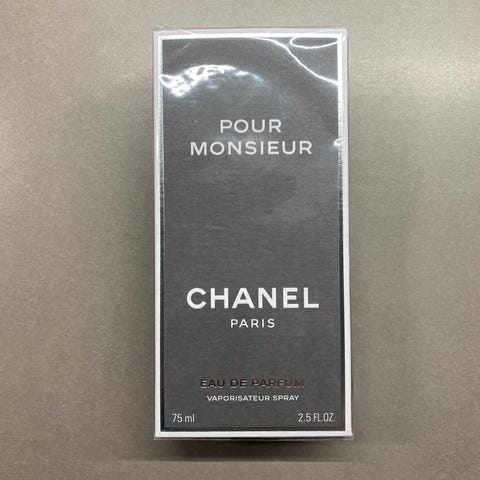 POUR
MONSIEUR
CHANEL
PARIS
EAU DE PARFUM
VAPORISATEUR SPRAY
75 ml 2.5 FL.OZ.